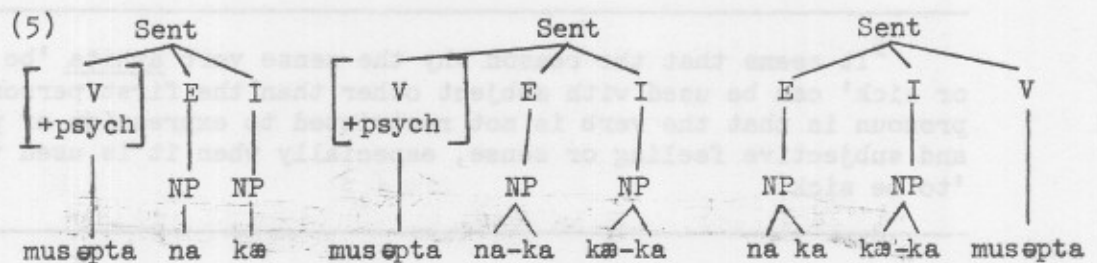 (5) Sent Sent Sent
V E I V E I E I V
[+psych] [+psych]
NP NP NP NP NP NP
musəpta na kæ musəpta na-ka kæ-ka na ka kæ-ka musəpta